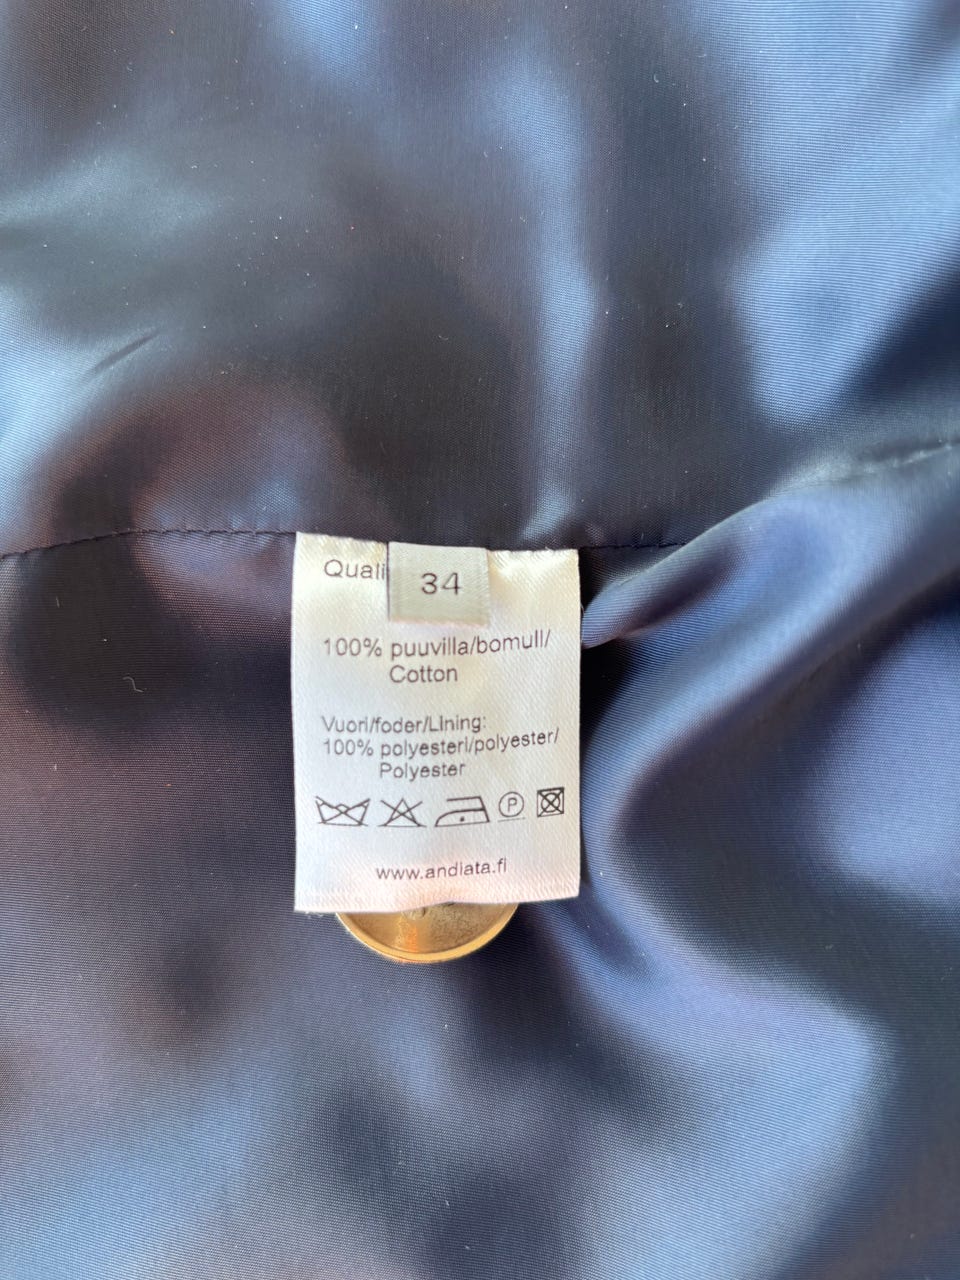 Quali
34
100% puuvilla/bomull/
Cotton
Vuori/foder/Lining:
100% polyesteri/polyester/
Polyester
P
www.andiata.fi